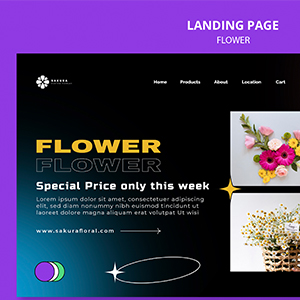 LANDING PAGE
FLOWER
SAKURA
Home Products About Location Cart
FLOWER
FLOWER
Special Price only this week
Lorem ipsum dolor sit amet, consectetuer adipiscing
elit, sed diam nonummy nibh euismod tincidunt
ut laoreet dolore magna aliquam erat volutpat. Ut wisi
www.sakurafloral.com